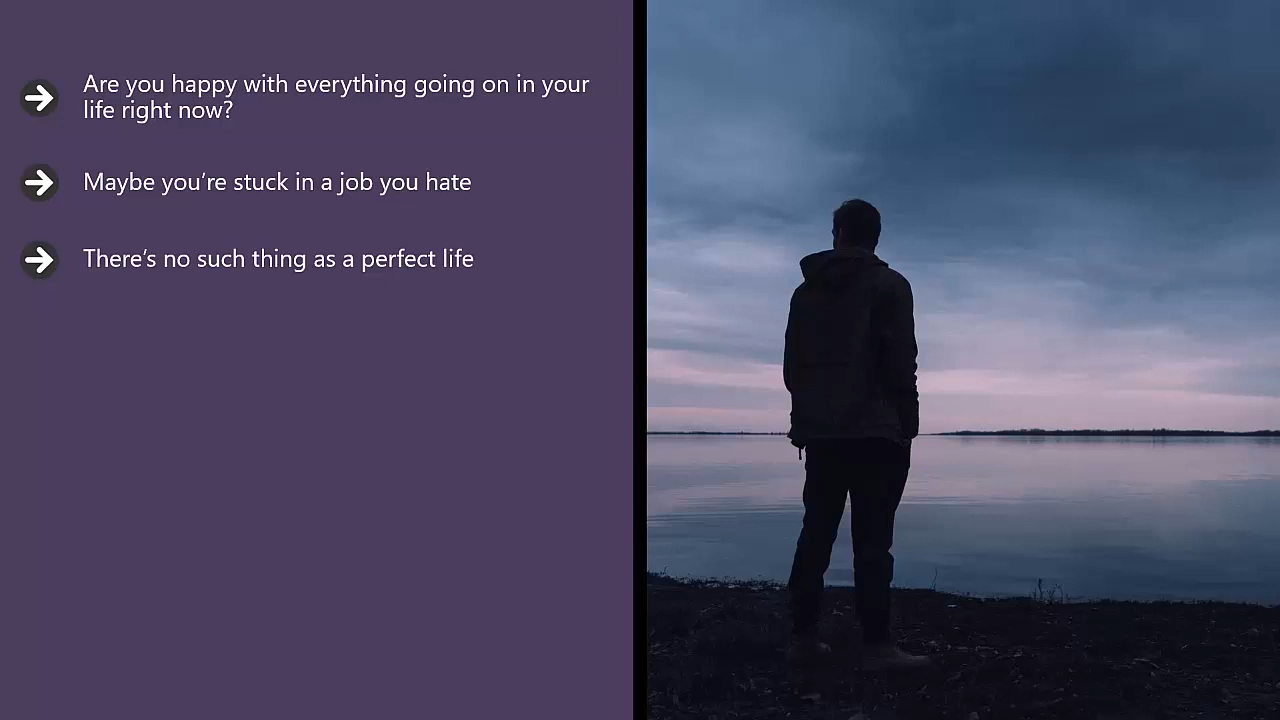 Are you happy with everything going on in your
life right now?
Maybe you’re stuck in a job you hate
There’s no such thing as a perfect life